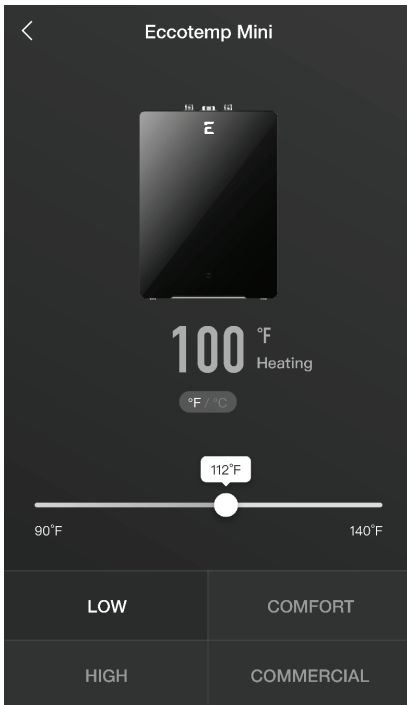 Eccotemp Mini
E
100 °F
Heating
°F / °C
112°F
90°F 140°F
LOW COMFORT
HIGH COMMERCIAL